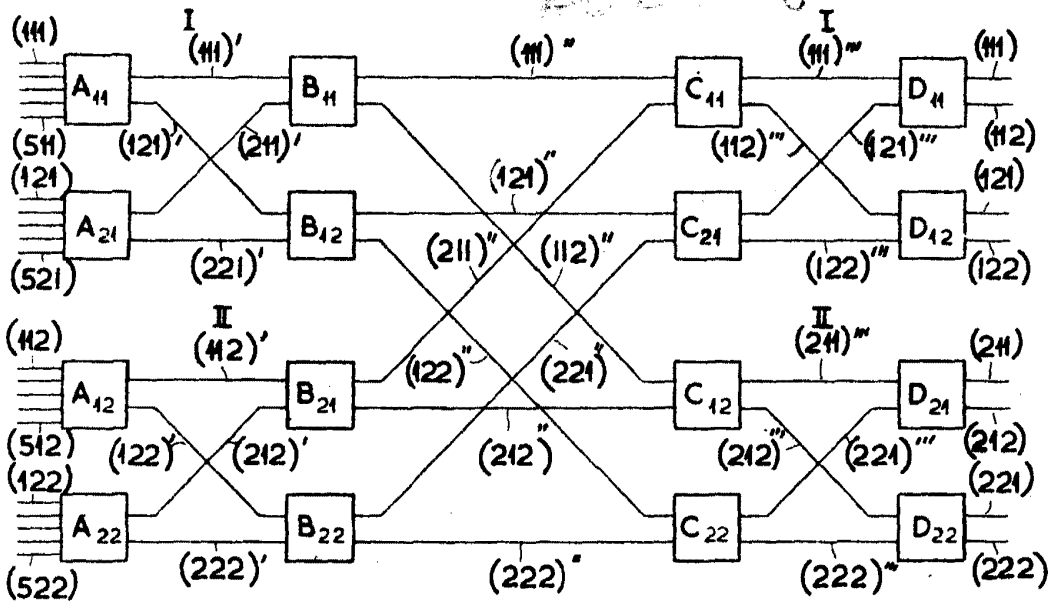 I I
(111) (111)' (111)" (111)"' (111)
A11 B11 C11 D11
(511) (121)' (211)' (112)"' (121)"' (112)
(121) (121)" (121)
A21 B12 C21 D12
(521) (221)' (211)" (112)" (122)"' (122)
II II
(112) (112)' (122)" (221)" (211)"' (211)
A12 B21 C12 D21
(512) (122)' (212)' (212)" (212)"' (221)"' (212)
(122) (221)
A22 B22 C22 D22
(522) (222)' (222)" (222)"' (222)